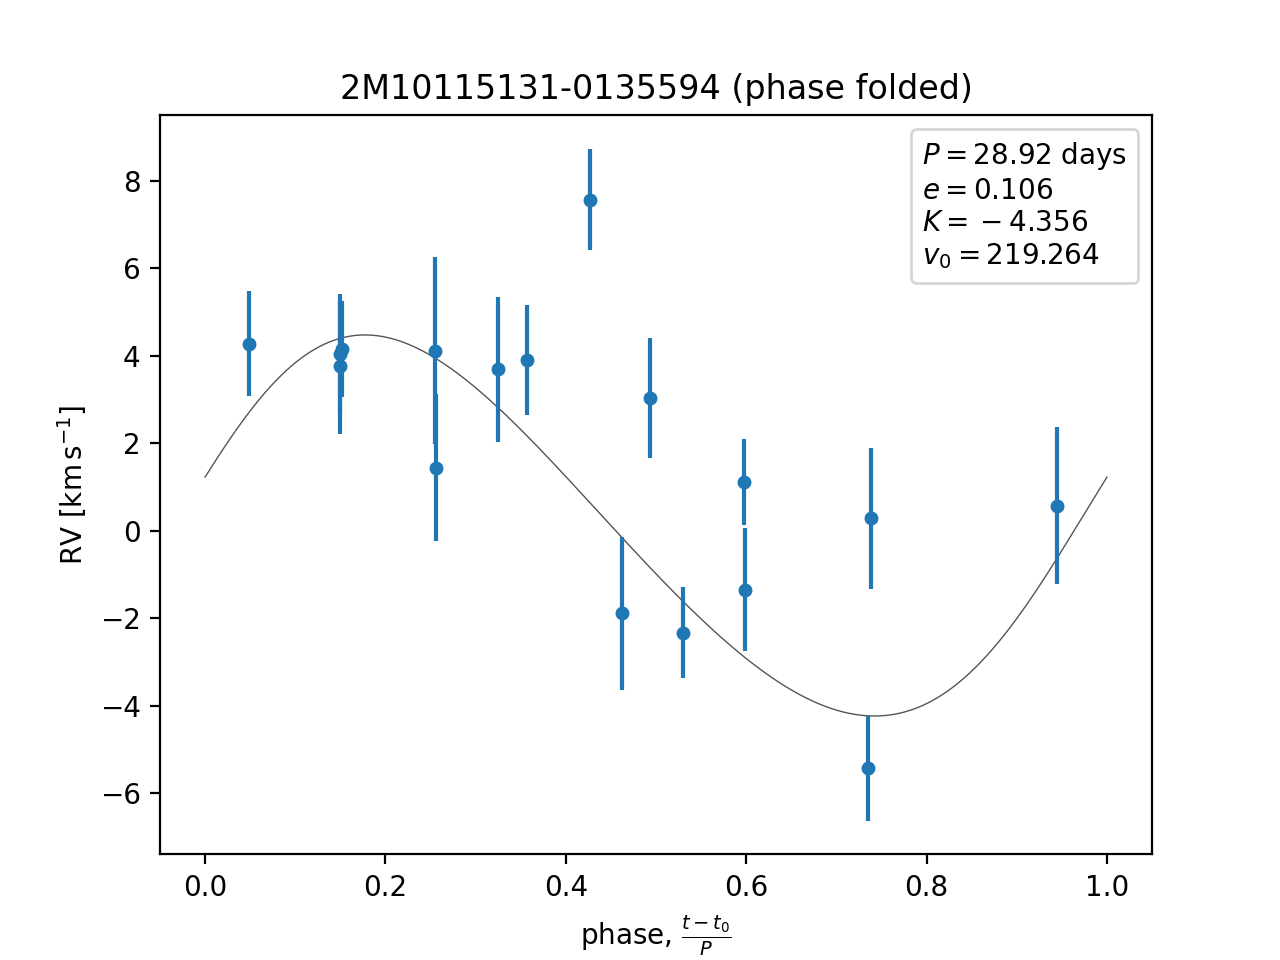 2M10115131-0135594 (phase folded)
P = 28.92 days
e = 0.106
K = −4.356
v₀ = 219.264
8
6
4
2
0
−2
−4
−6
RV [km s⁻¹]
0.0 0.2 0.4 0.6 0.8 1.0
phase, (t − t₀)/P